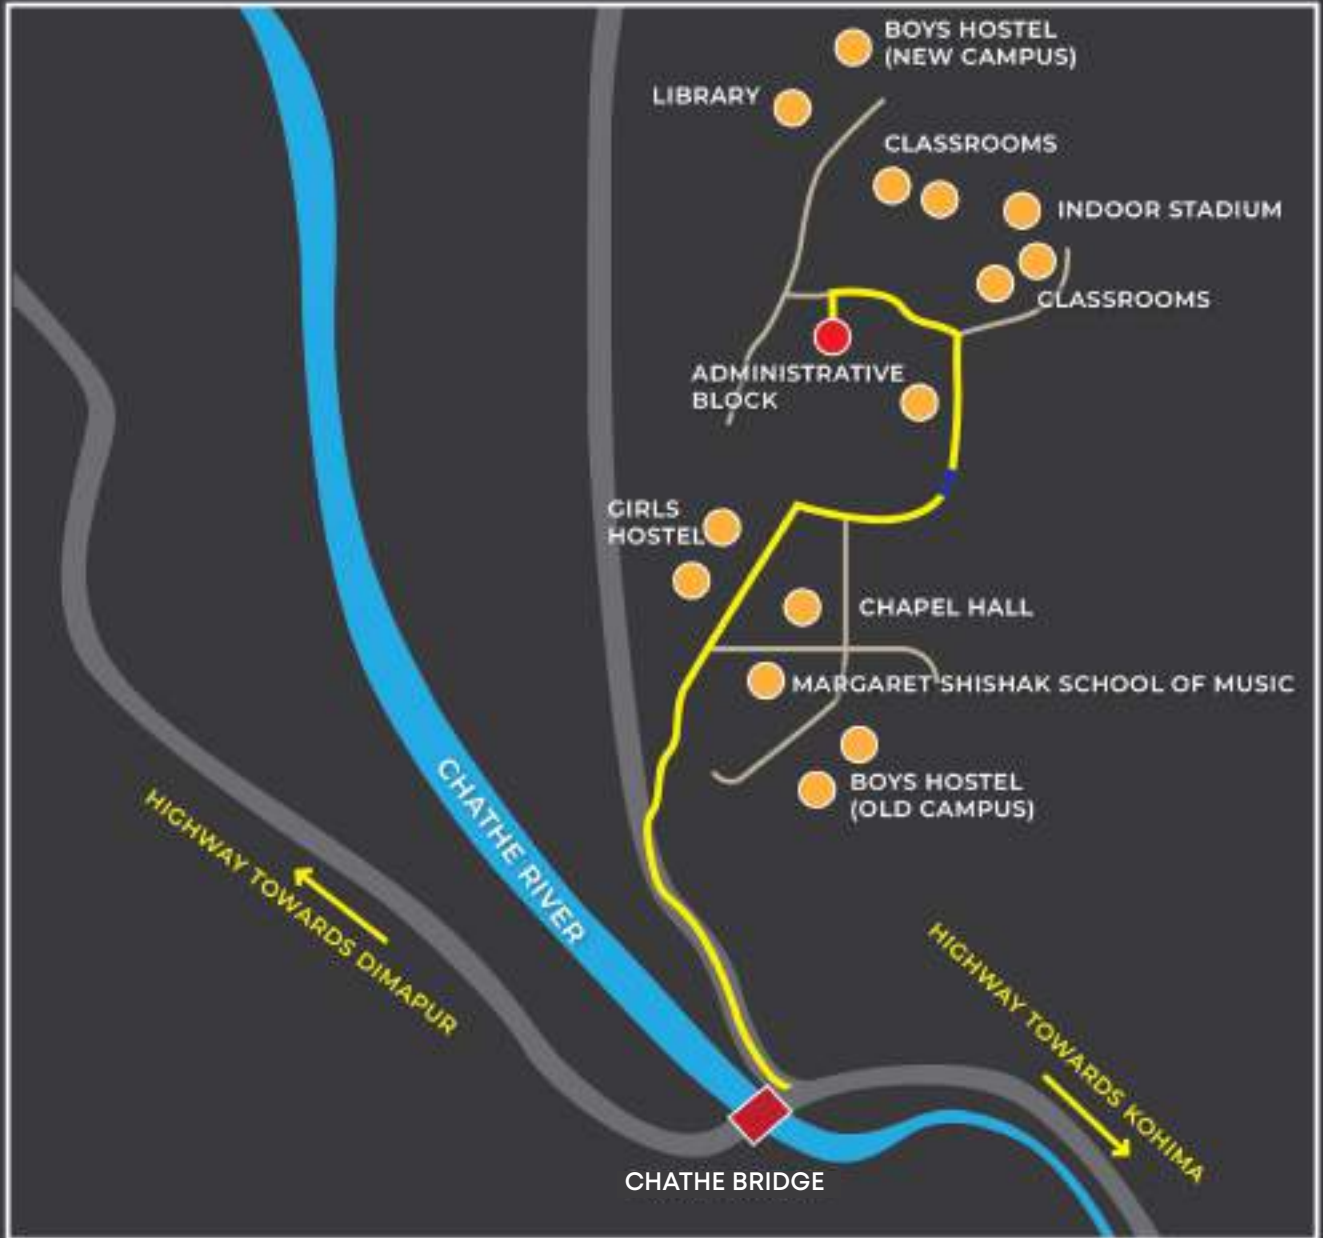 BOYS HOSTEL
(NEW CAMPUS)
LIBRARY
CLASSROOMS
INDOOR STADIUM
CLASSROOMS
ADMINISTRATIVE
BLOCK
GIRLS
HOSTEL
CHAPEL HALL
MARGARET SHISHAK SCHOOL OF MUSIC
BOYS HOSTEL
(OLD CAMPUS)
CHATHE RIVER
HIGHWAY TOWARDS DIMAPUR
HIGHWAY TOWARDS KOHIMA
CHATHE BRIDGE